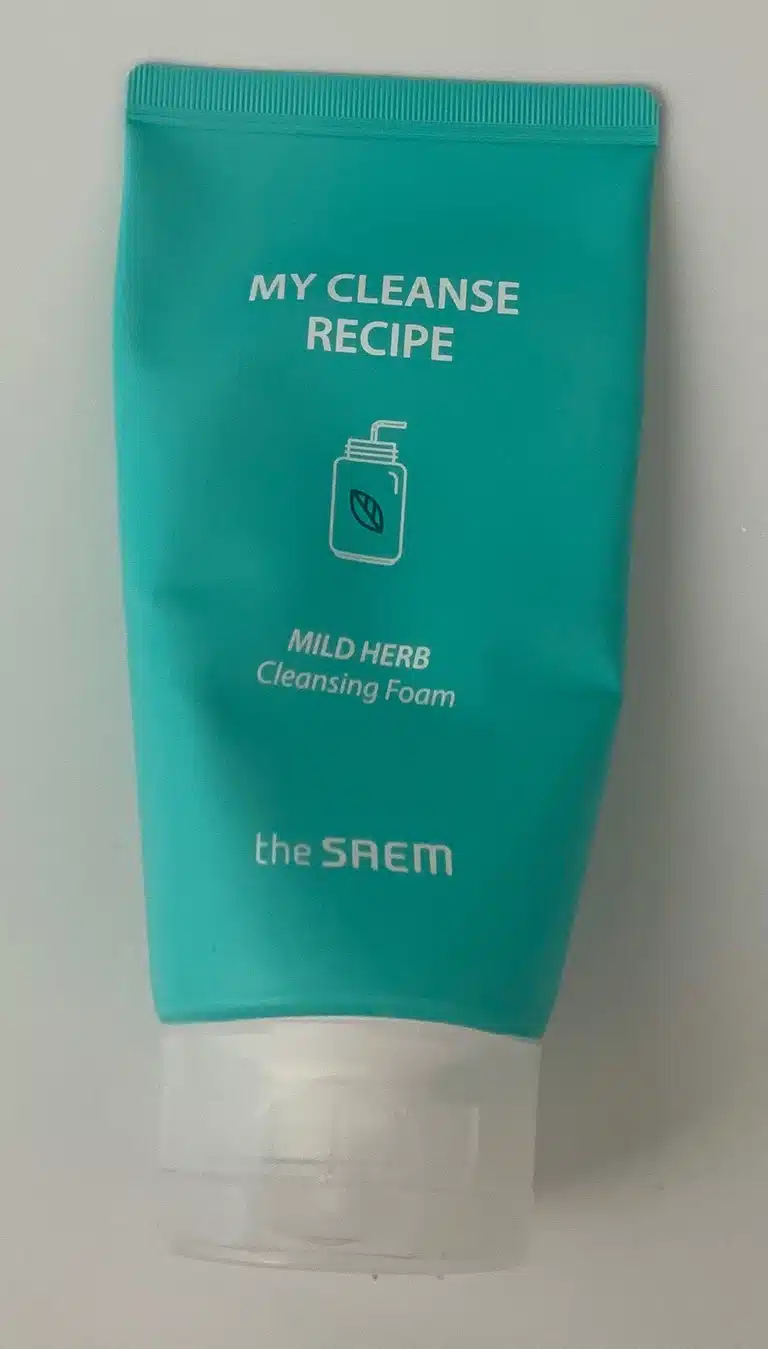 MY CLEANSE
RECIPE
MILD HERB
Cleansing Foam
the SAEM